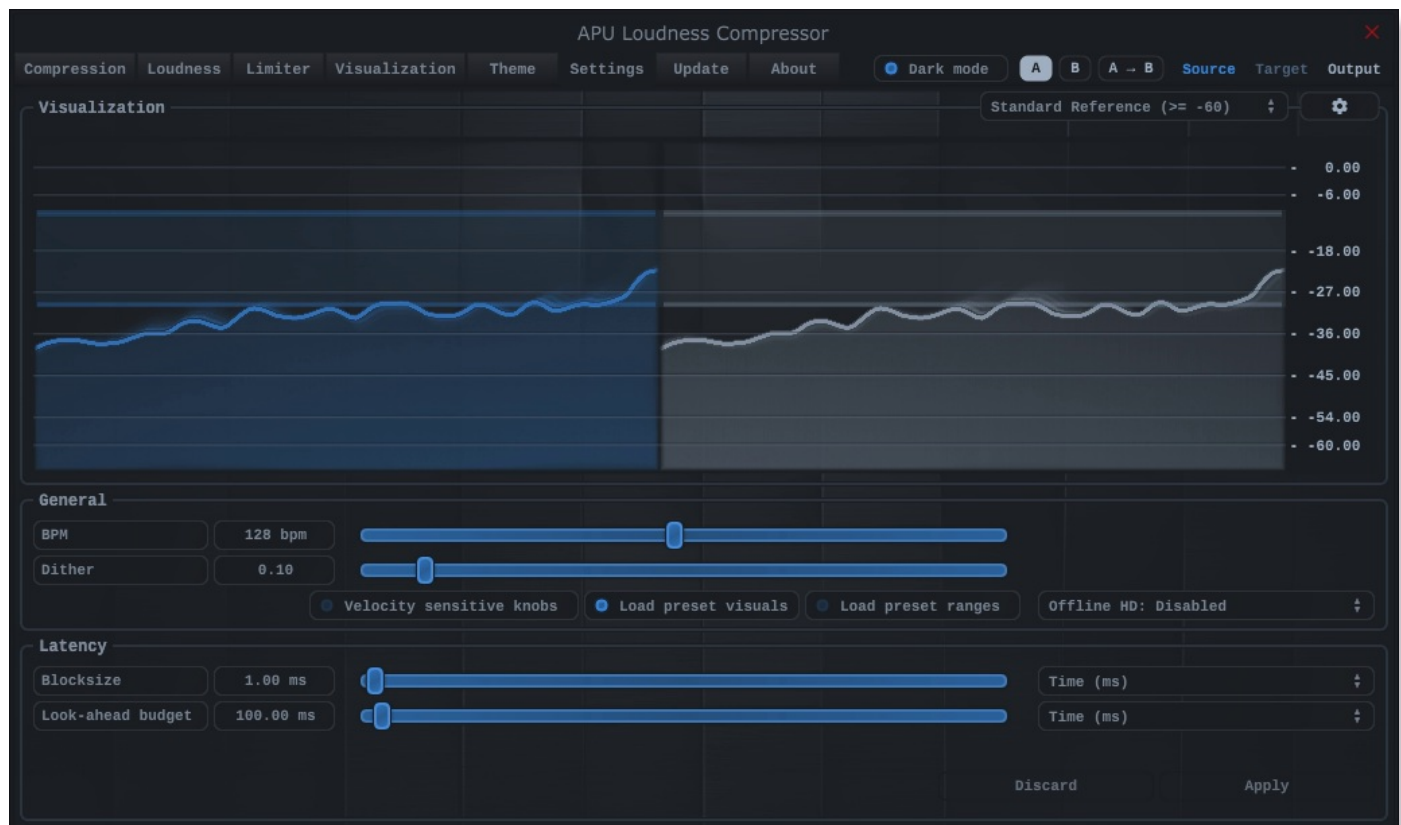 APU Loudness Compressor
Compression Loudness Limiter Visualization Theme Settings Update About Dark mode A B A → B Source Target Output
Visualization Standard Reference (>= -60)
- 0.00
- -6.00
- -18.00
- -27.00
- -36.00
- -45.00
- -54.00
- -60.00
General
BPM 128 bpm
Dither 0.10
Velocity sensitive knobs Load preset visuals Load preset ranges Offline HD: Disabled
Latency
Blocksize 1.00 ms Time (ms)
Look-ahead budget 100.00 ms Time (ms)
Discard Apply